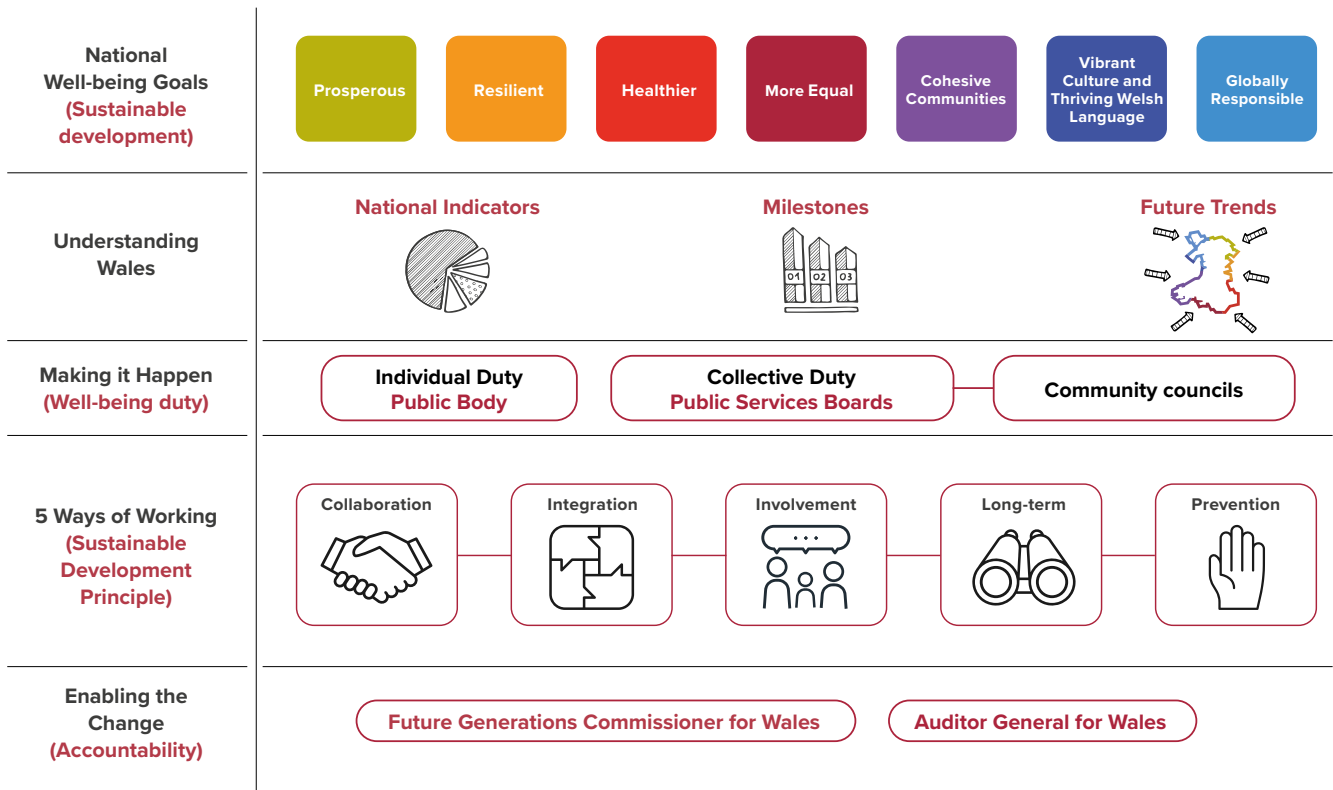 National
Well-being Goals
(Sustainable
development)
Prosperous
Resilient
Healthier
More Equal
Cohesive
Communities
Vibrant
Culture and
Thriving Welsh
Language
Globally
Responsible
Understanding
Wales
National Indicators
Milestones
01
02
03
Future Trends
Making it Happen
(Well-being duty)
Individual Duty
Public Body
Collective Duty
Public Services Boards
Community councils
5 Ways of Working
(Sustainable
Development
Principle)
Collaboration
Integration
Involvement
Long-term
Prevention
Enabling the
Change
(Accountability)
Future Generations Commissioner for Wales
Auditor General for Wales